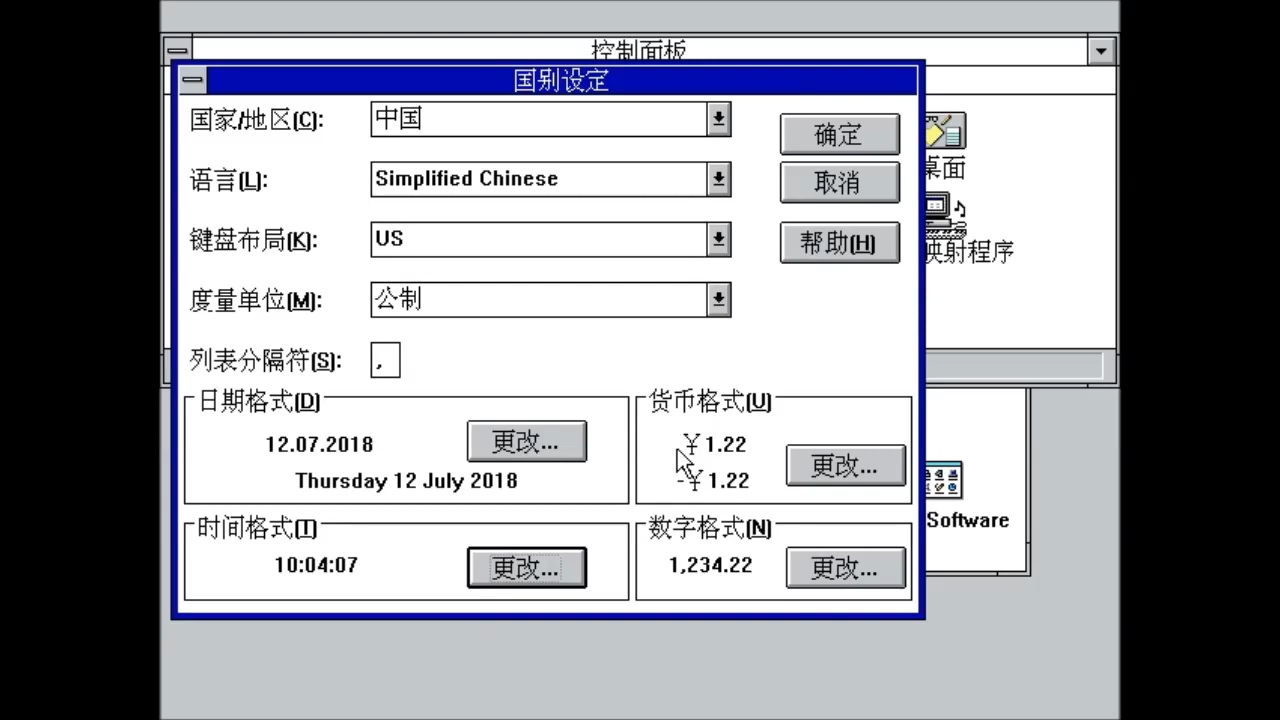 控制面板
国别设定
国家/地区(C): 中国 确定
语言(L): Simplified Chinese 取消
键盘布局(K): US 帮助(H)
度量单位(M): 公制
列表分隔符(S): ,
日期格式(D)
12.07.2018 更改...
Thursday 12 July 2018
货币格式(U)
¥1.22
-¥1.22
更改...
时间格式(T)
10:04:07 更改...
数字格式(N)
1,234.22 更改...
桌面
映射程序
Software